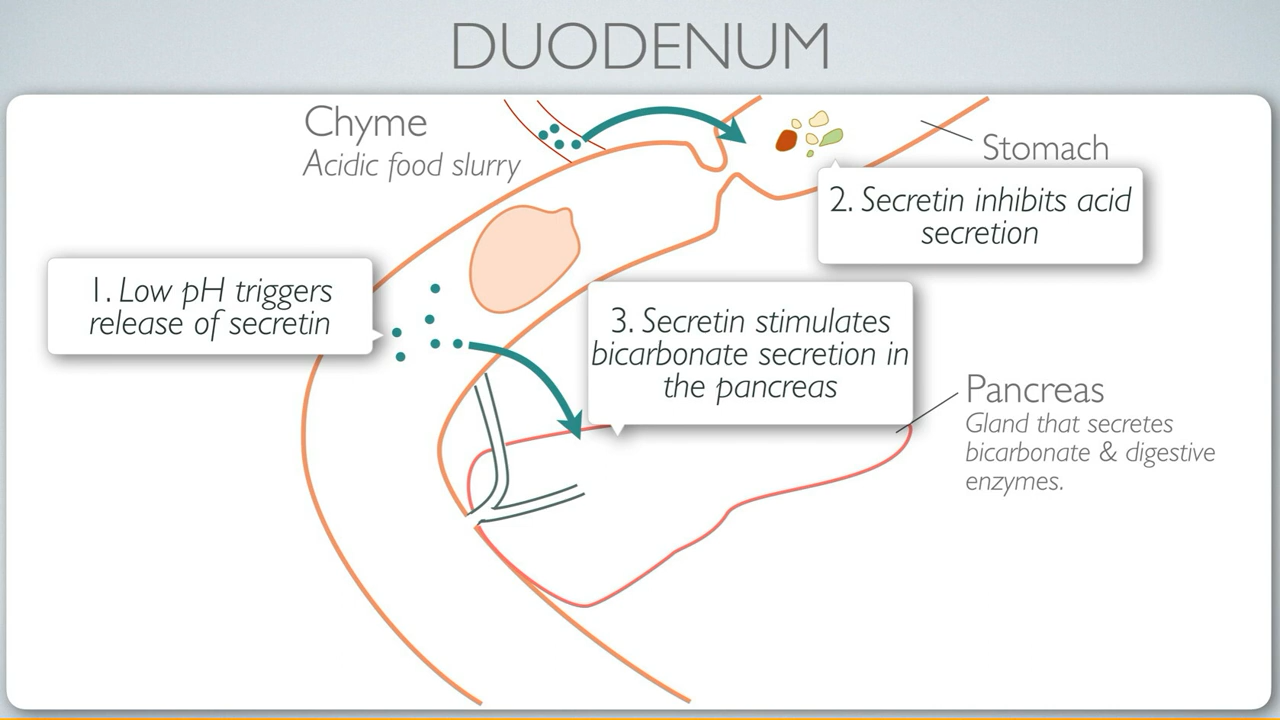 DUODENUM
Chyme
Acidic food slurry
Stomach
2. Secretin inhibits acid
secretion
1. Low pH triggers
release of secretin
3. Secretin stimulates
bicarbonate secretion in
the pancreas
Pancreas
Gland that secretes
bicarbonate & digestive
enzymes.